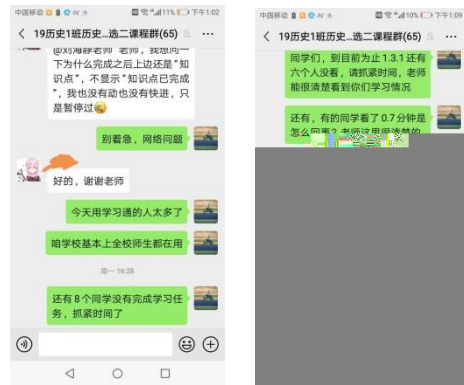 中国移动
11%
下午1:02
19历史1班历史...选二课程群(65)
@刘海静老师 老师，我想问一
下为什么完成之后上边还是“知
识点”，不显示“知识点已完成
”，我也没有动也没有快进，只
是暂停过
别着急，网络问题
好的，谢谢老师
今天用学习通的人太多了
咱学校基本上全校师生都在用
周一 16:28
还有8个同学没有完成学习任
务，抓紧时间了
中国移动
10%
下午1:09
19历史1班历史...选二课程群(65)
同学们，到目前为止1.3.1还有
六个人没看，请抓紧时间，老师
能很清楚看到你们学习情况
还有，有的同学看了0.7分钟是
怎么回事？老师这里很清楚的